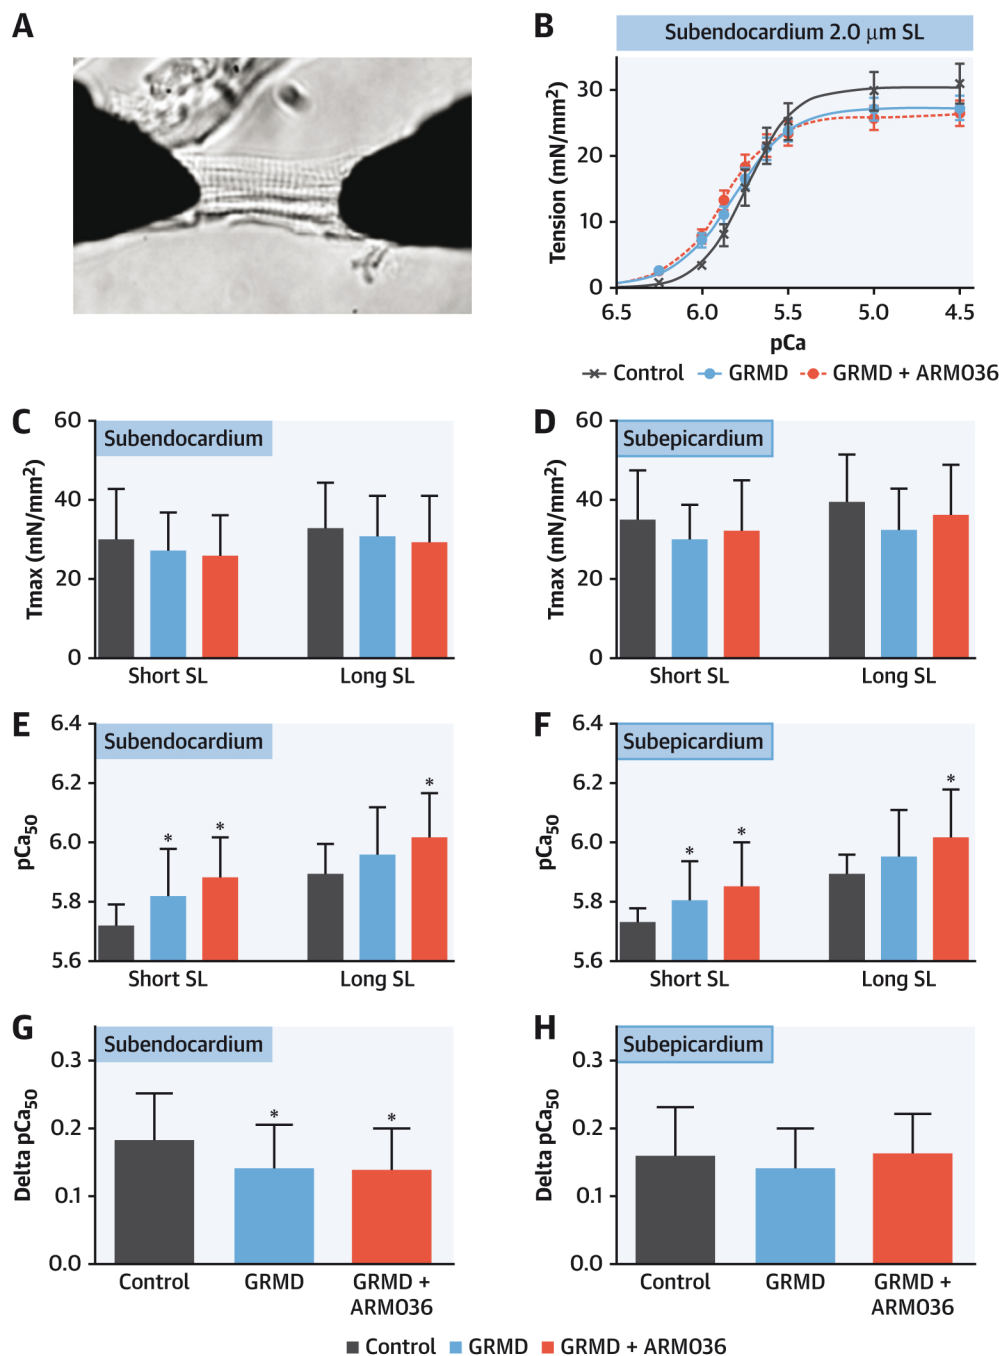 A
B
Subendocardium 2.0 μm SL
Tension (mN/mm²)
30
20
10
0
6.5 6.0 5.5 5.0 4.5
pCa
Control GRMD GRMD + ARM036
C
Subendocardium
Tmax (mN/mm²)
60
40
20
0
Short SL Long SL
D
Subepicardium
Tmax (mN/mm²)
60
40
20
0
Short SL Long SL
E
Subendocardium
pCa₅₀
6.4
6.2
6.0
5.8
5.6
* * *
Short SL Long SL
F
Subepicardium
pCa₅₀
6.4
6.2
6.0
5.8
5.6
* * *
Short SL Long SL
G
Subendocardium
Delta pCa₅₀
0.3
0.2
0.1
0.0
* *
Control GRMD GRMD +
ARM036
H
Subepicardium
Delta pCa₅₀
0.3
0.2
0.1
0.0
Control GRMD GRMD +
ARM036
Control GRMD GRMD + ARM036